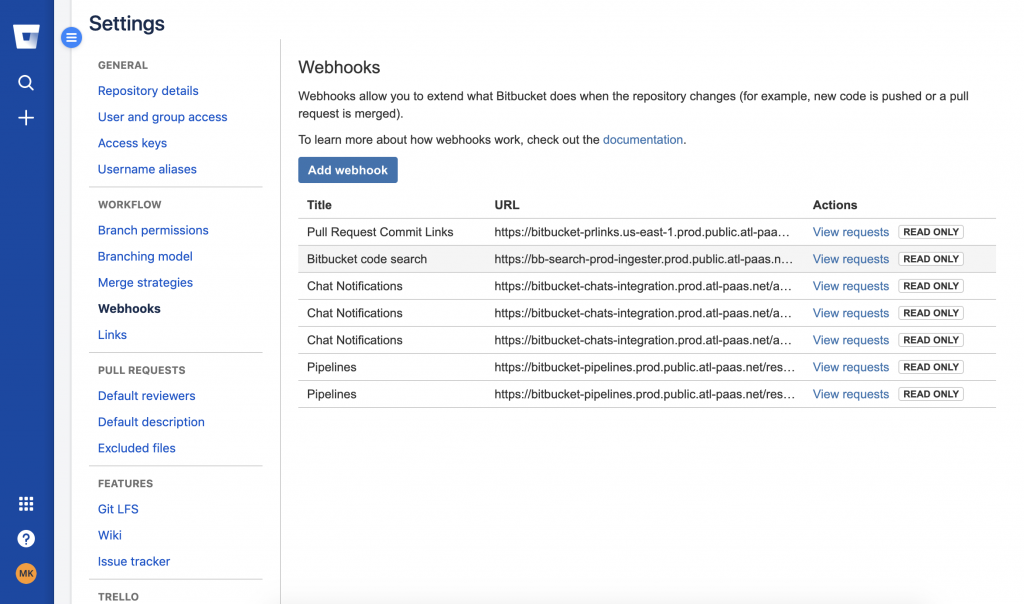 Settings
GENERAL
Repository details
User and group access
Access keys
Username aliases
WORKFLOW
Branch permissions
Branching model
Merge strategies
Webhooks
Links
PULL REQUESTS
Default reviewers
Default description
Excluded files
FEATURES
Git LFS
Wiki
Issue tracker
TRELLO
?
MK
Webhooks
Webhooks allow you to extend what Bitbucket does when the repository changes (for example, new code is pushed or a pull
request is merged).
To learn more about how webhooks work, check out the documentation.
Add webhook
Title URL Actions
Pull Request Commit Links https://bitbucket-prlinks.us-east-1.prod.public.atl-paa… View requests READ ONLY
Bitbucket code search https://bb-search-prod-ingester.prod.public.atl-paas.n… View requests READ ONLY
Chat Notifications https://bitbucket-chats-integration.prod.atl-paas.net/a… View requests READ ONLY
Chat Notifications https://bitbucket-chats-integration.prod.atl-paas.net/a… View requests READ ONLY
Chat Notifications https://bitbucket-chats-integration.prod.atl-paas.net/a… View requests READ ONLY
Pipelines https://bitbucket-pipelines.prod.public.atl-paas.net/res… View requests READ ONLY
Pipelines https://bitbucket-pipelines.prod.public.atl-paas.net/res… View requests READ ONLY